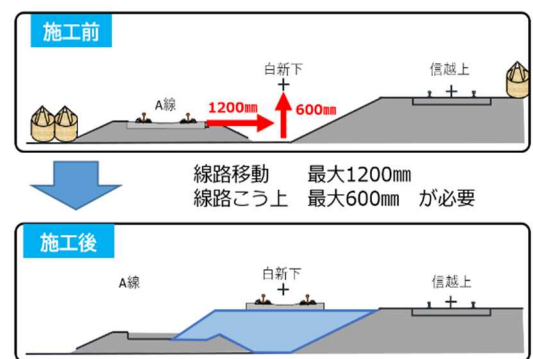 施工前
白新下
信越上
A線
1200㎜
600㎜
線路移動　　最大1200㎜
線路こう上　最大600㎜　が必要
施工後
A線
白新下
信越上